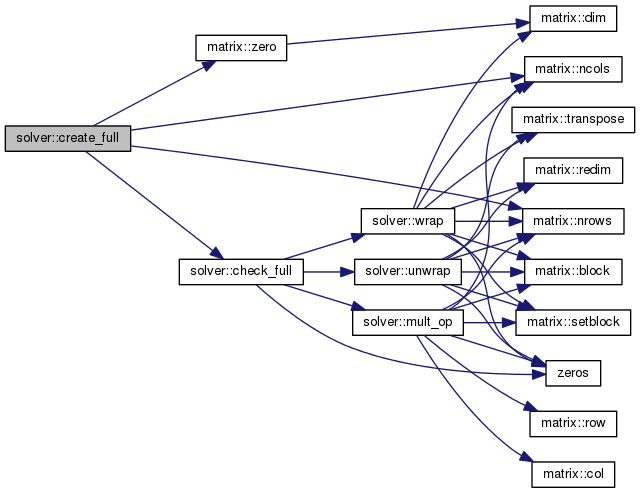 matrix::dim
matrix::zero
matrix::ncols
matrix::transpose
solver::create_full
matrix::redim
solver::wrap
matrix::nrows
solver::check_full
solver::unwrap
matrix::block
solver::mult_op
matrix::setblock
zeros
matrix::row
matrix::col